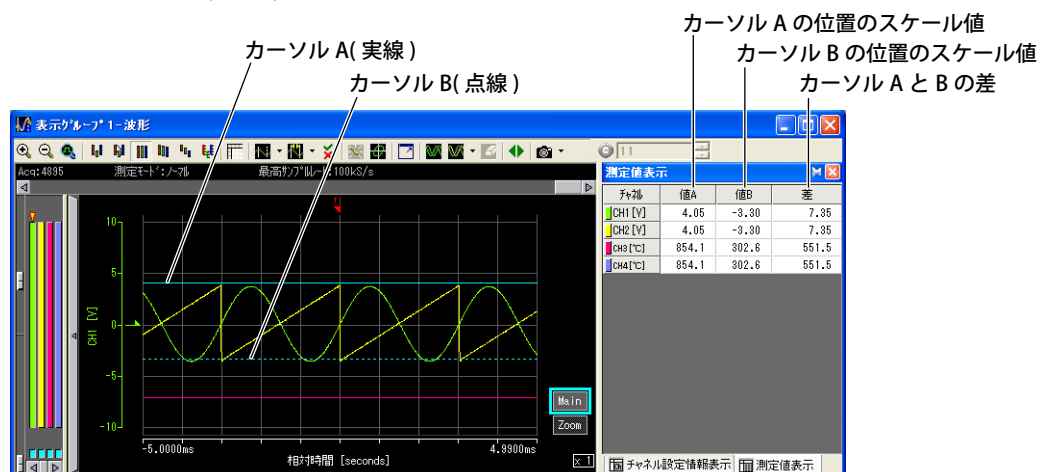 カーソル A の位置のスケール値
カーソル B の位置のスケール値
カーソル A と B の差
カーソル A( 実線 )
カーソル B( 点線 )
表示ｸﾞﾙｰﾌﾟ1-波形
11
Acq:4895 測定ﾓｰﾄﾞ:ﾉｰﾏﾙ 最高ｻﾝﾌﾟﾙﾚｰﾄ:100kS/s
測定値表示
ﾁｬﾈﾙ 値A 値B 差
CH1[V] 4.05 -3.30 7.35
CH2[V] 4.05 -3.30 7.35
CH3[℃] 854.1 302.6 551.5
CH4[℃] 854.1 302.6 551.5
10
5
0
-5
-10
CH1 [V]
Main
Zoom
-5.0000ms 4.9900ms
相対時間 [seconds]
x 1
ﾁｬﾈﾙ設定情報表示 測定値表示